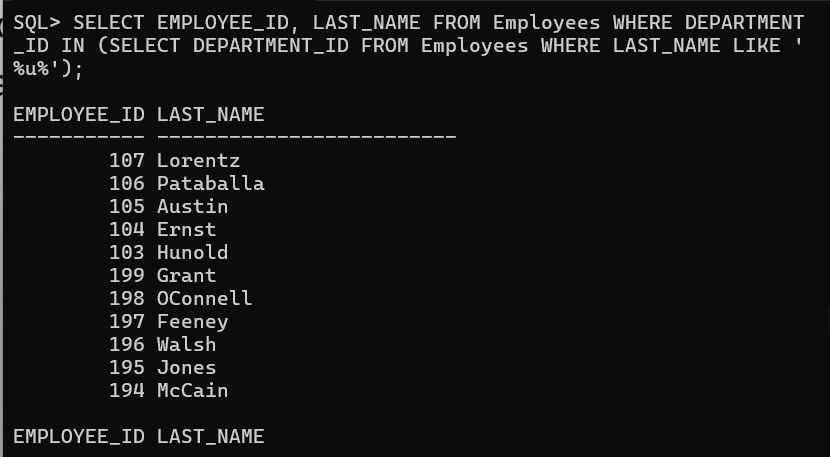 SQL> SELECT EMPLOYEE_ID, LAST_NAME FROM Employees WHERE DEPARTMENT
_ID IN (SELECT DEPARTMENT_ID FROM Employees WHERE LAST_NAME LIKE '
%u%');
EMPLOYEE_ID LAST_NAME
----------- -------------------------
107 Lorentz
106 Pataballa
105 Austin
104 Ernst
103 Hunold
199 Grant
198 OConnell
197 Feeney
196 Walsh
195 Jones
194 McCain
EMPLOYEE_ID LAST_NAME